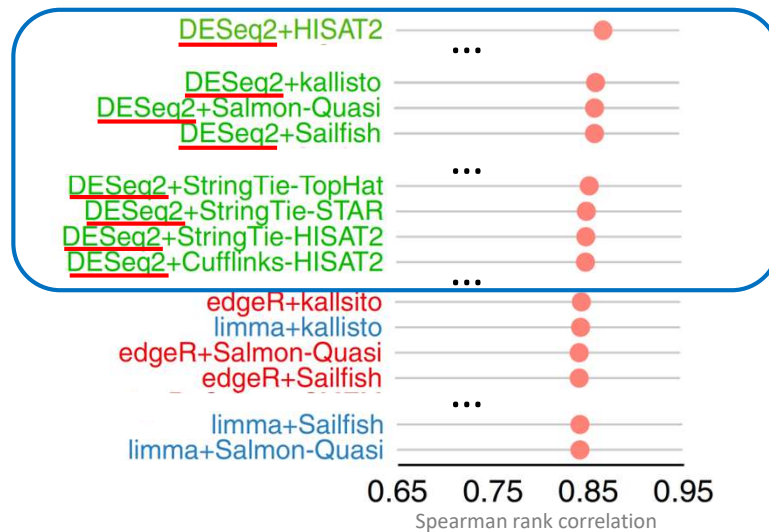 DESeq2+HISAT2
...
DESeq2+kallisto
DESeq2+Salmon-Quasi
DESeq2+Sailfish
...
DESeq2+StringTie-TopHat
DESeq2+StringTie-STAR
DESeq2+StringTie-HISAT2
DESeq2+Cufflinks-HISAT2
...
edgeR+kallsito
limma+kallisto
edgeR+Salmon-Quasi
edgeR+Sailfish
...
limma+Sailfish
limma+Salmon-Quasi
0.65 0.75 0.85 0.95
Spearman rank correlation